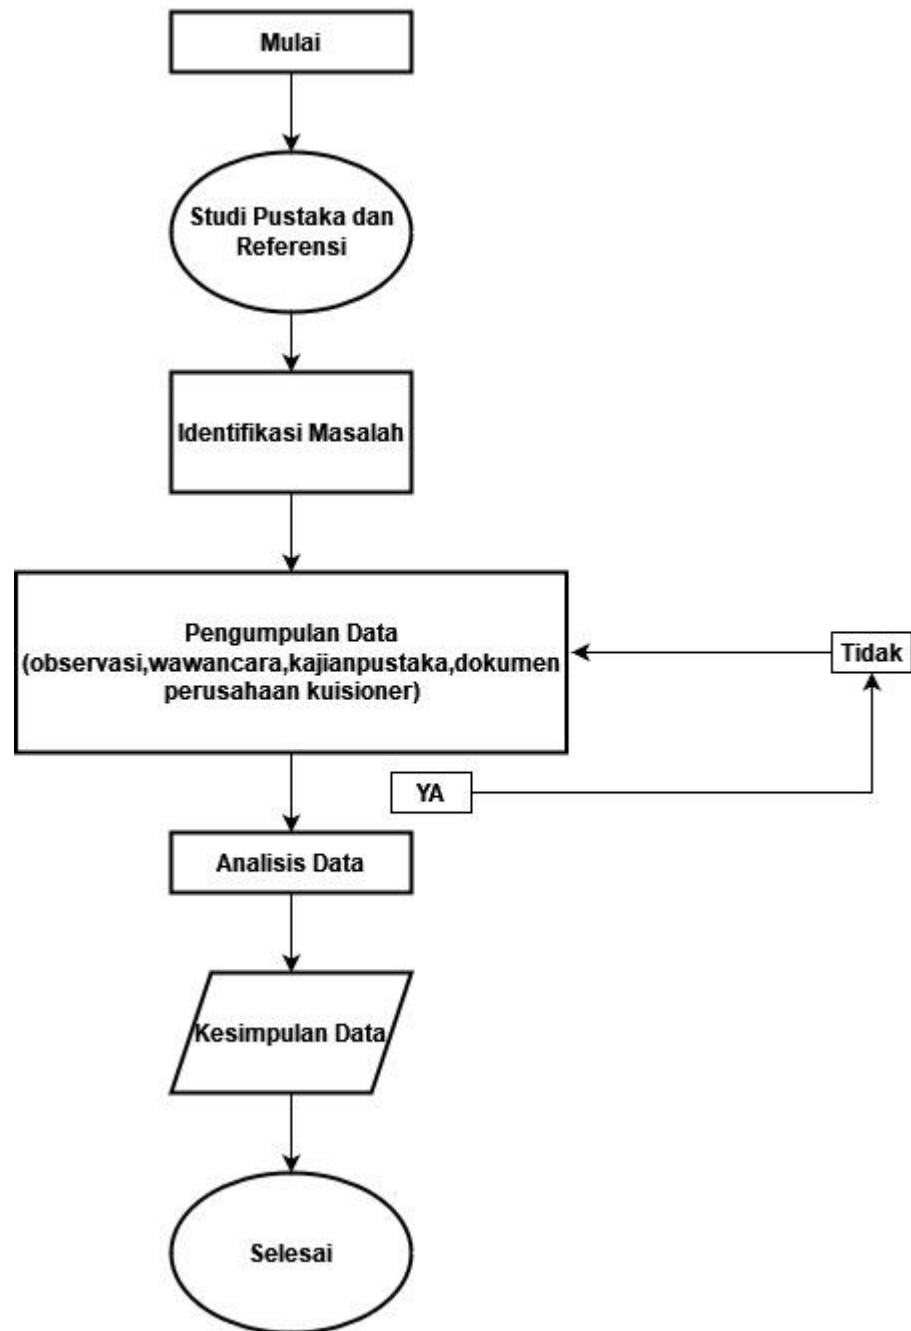 Mulai
Studi Pustaka dan
Referensi
Identifikasi Masalah
Pengumpulan Data
(observasi,wawancara,kajianpustaka,dokumen
perusahaan kuisioner)
Tidak
YA
Analisis Data
Kesimpulan Data
Selesai